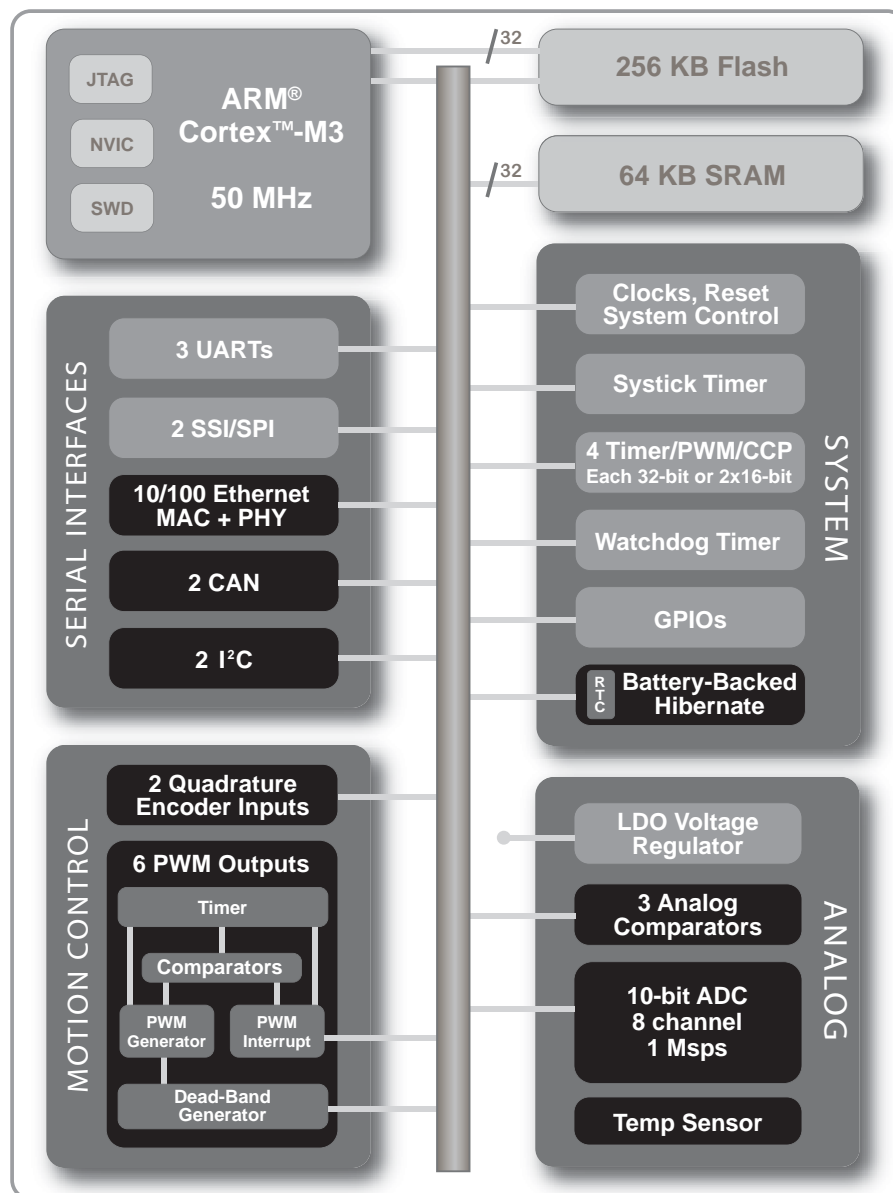 JTAG
NVIC
SWD
ARM®
Cortex™-M3
50 MHz
32
256 KB Flash
32
64 KB SRAM
SERIAL INTERFACES
3 UARTs
2 SSI/SPI
10/100 Ethernet
MAC + PHY
2 CAN
2 I²C
SYSTEM
Clocks, Reset
System Control
Systick Timer
4 Timer/PWM/CCP
Each 32-bit or 2x16-bit
Watchdog Timer
GPIOs
RTC
Battery-Backed
Hibernate
MOTION CONTROL
2 Quadrature
Encoder Inputs
6 PWM Outputs
Timer
Comparators
PWM
Generator
PWM
Interrupt
Dead-Band
Generator
ANALOG
LDO Voltage
Regulator
3 Analog
Comparators
10-bit ADC
8 channel
1 Msps
Temp Sensor